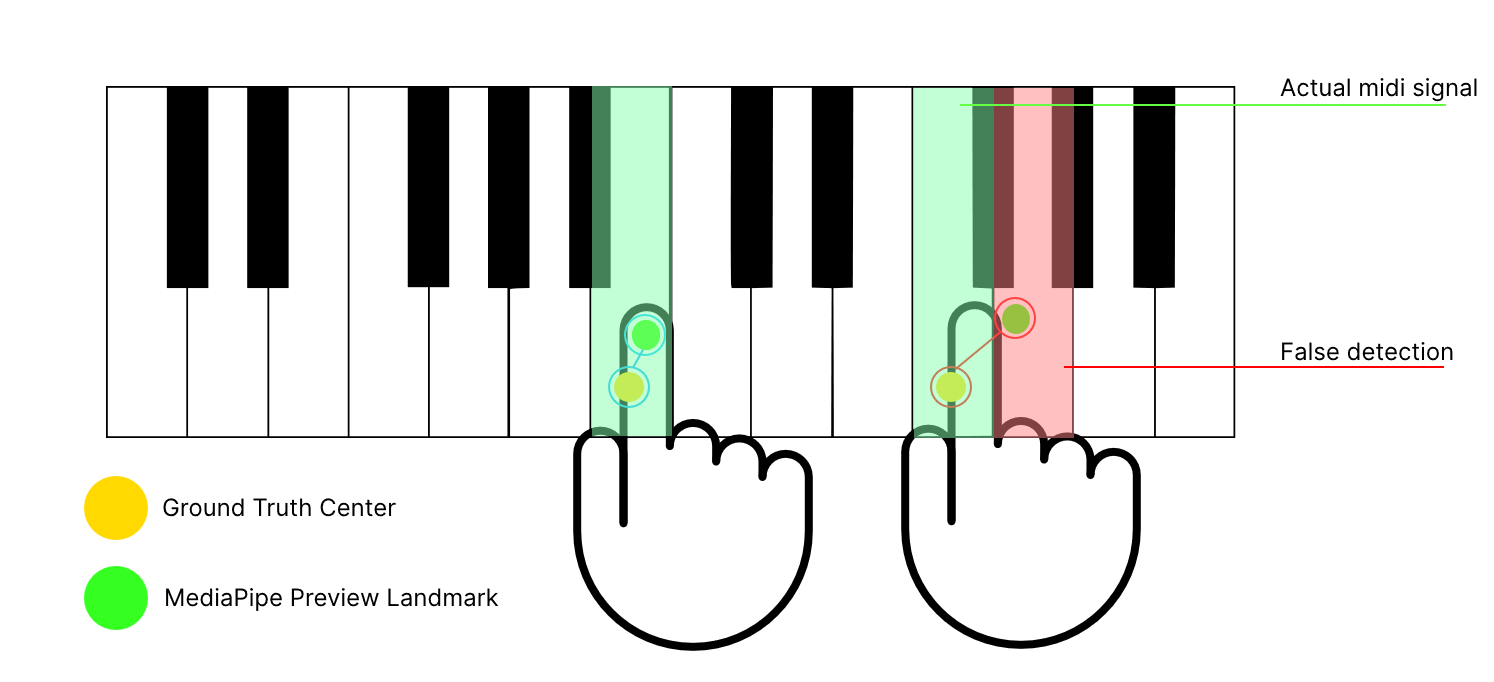 Actual midi signal
False detection
Ground Truth Center
MediaPipe Preview Landmark